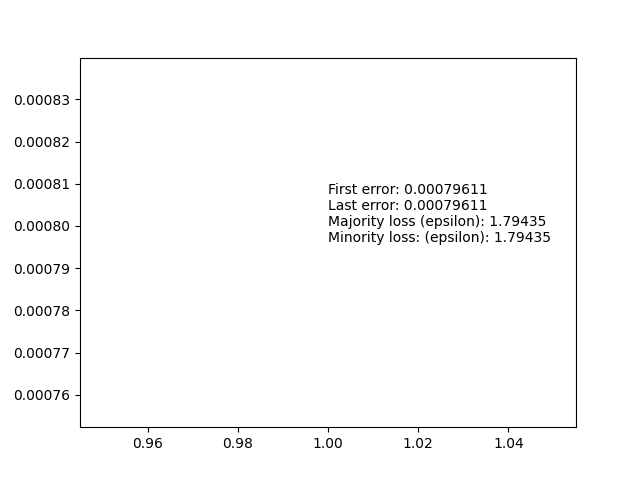 0.00083
0.00082
0.00081
0.00080
0.00079
0.00078
0.00077
0.00076
First error: 0.00079611
Last error: 0.00079611
Majority loss (epsilon): 1.79435
Minority loss: (epsilon): 1.79435
0.96 0.98 1.00 1.02 1.04